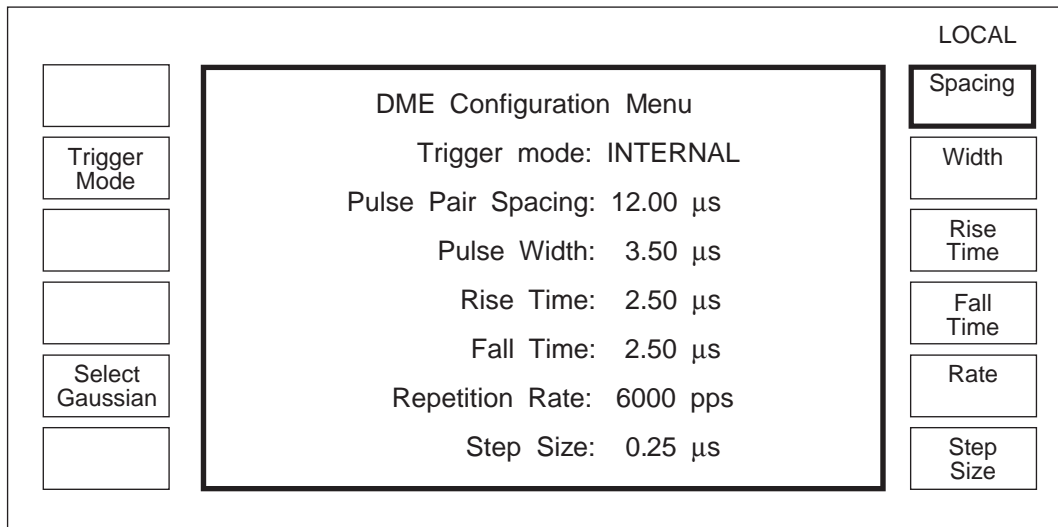 LOCAL
Trigger
Mode
Select
Gaussian
DME Configuration Menu
Trigger mode: INTERNAL
Pulse Pair Spacing: 12.00 μs
Pulse Width: 3.50 μs
Rise Time: 2.50 μs
Fall Time: 2.50 μs
Repetition Rate: 6000 pps
Step Size: 0.25 μs
Spacing
Width
Rise
Time
Fall
Time
Rate
Step
Size